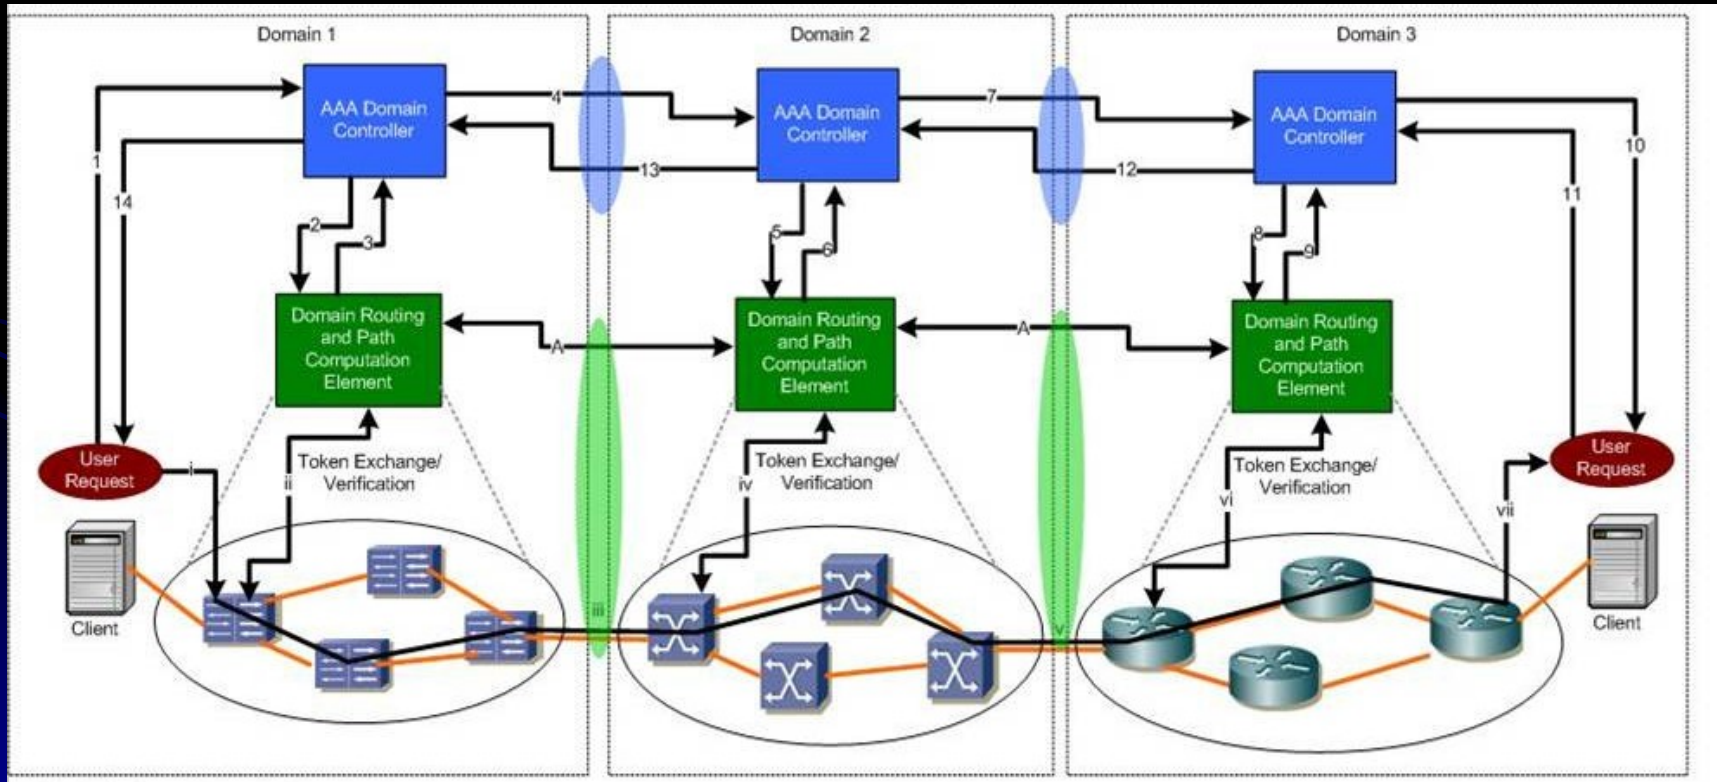 Domain 1
Domain 2
Domain 3
AAA Domain
Controller
AAA Domain
Controller
AAA Domain
Controller
4
7
13
12
10
1
14
11
2
3
5
6
8
9
Domain Routing
and Path
Computation
Element
Domain Routing
and Path
Computation
Element
Domain Routing
and Path
Computation
Element
A
A
User
Request
User
Request
i
ii
Token Exchange/
Verification
iv
Token Exchange/
Verification
vi
Token Exchange/
Verification
vii
iii
v
Client
Client